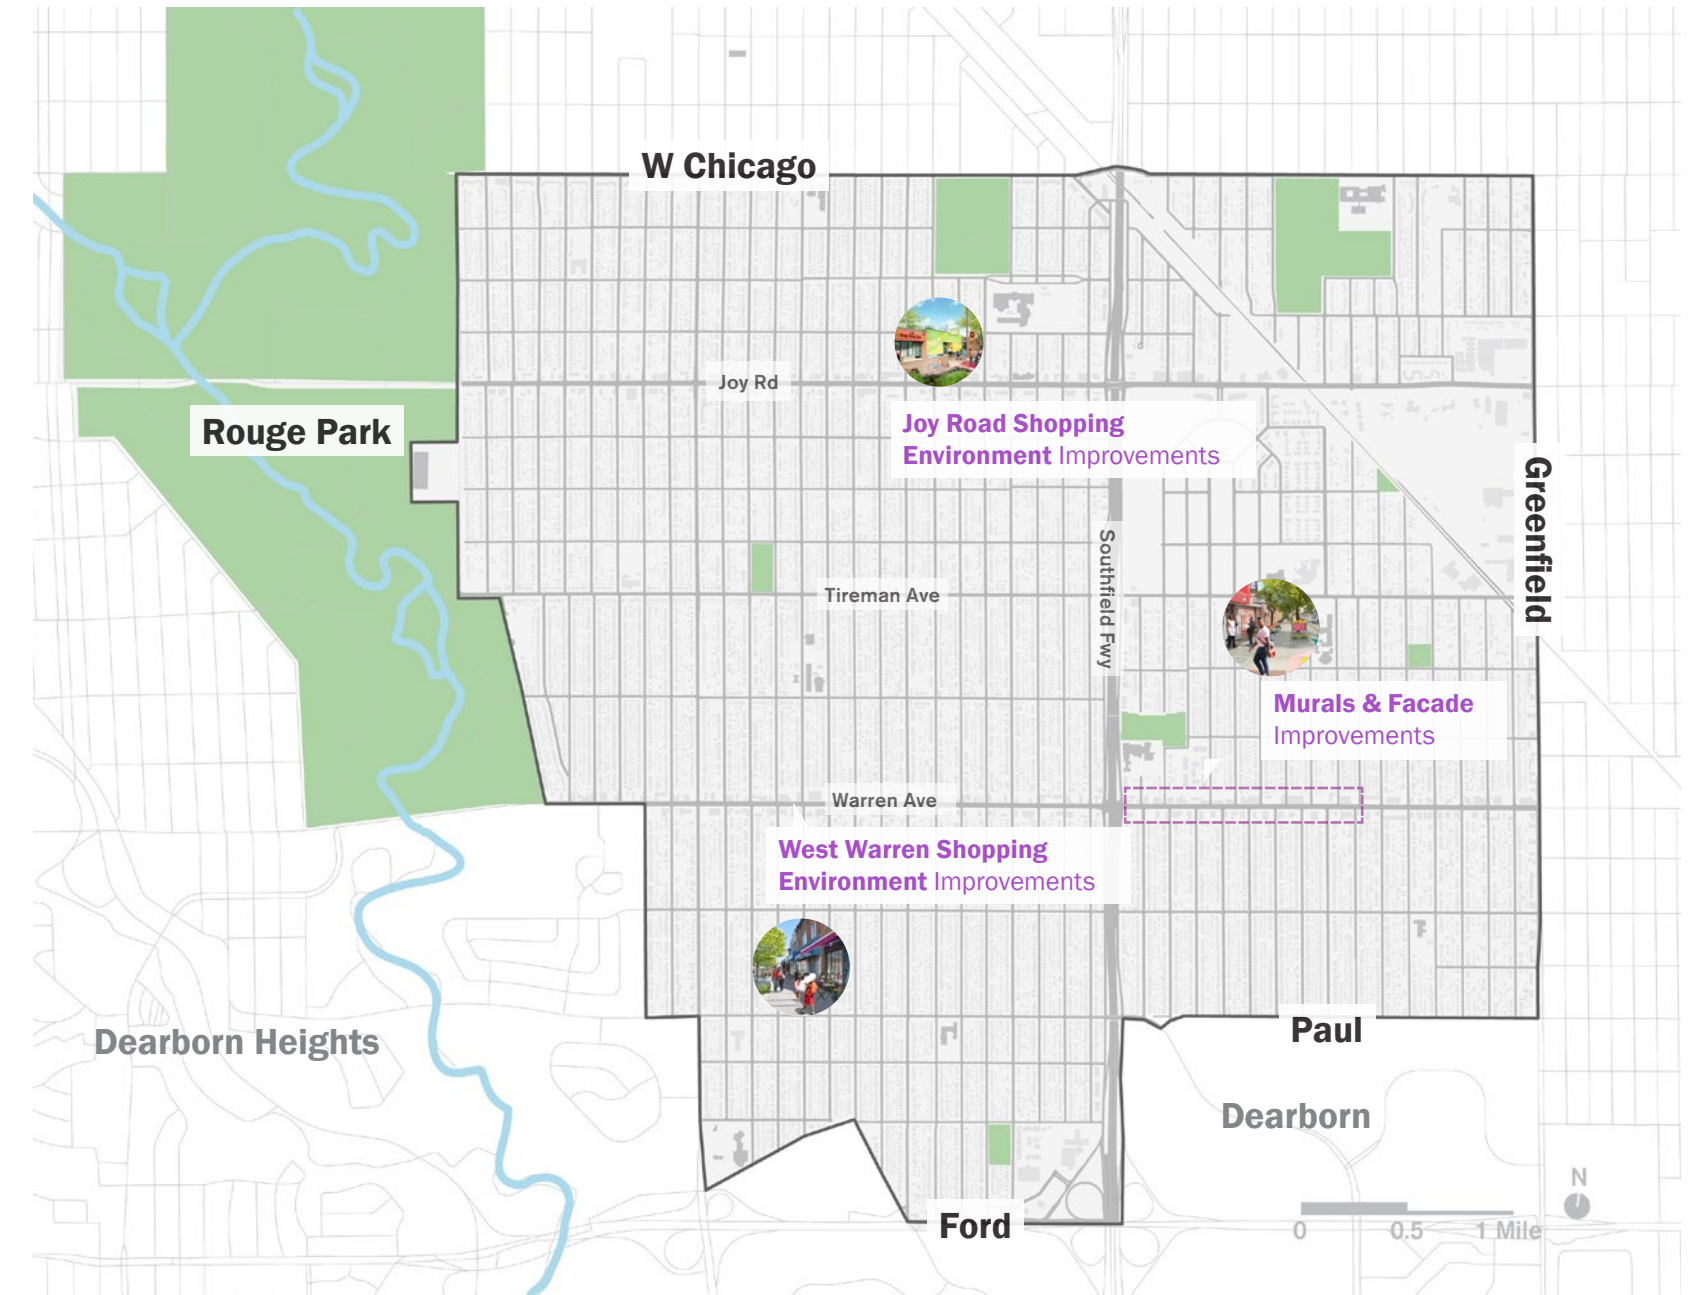 W Chicago
Joy Rd
Rouge Park
Joy Road Shopping
Environment Improvements
Greenfield
Southfield Fwy
Tireman Ave
Murals & Facade
Improvements
Warren Ave
West Warren Shopping
Environment Improvements
Dearborn Heights
Paul
Dearborn
Ford
N
0 0.5 1 Mile